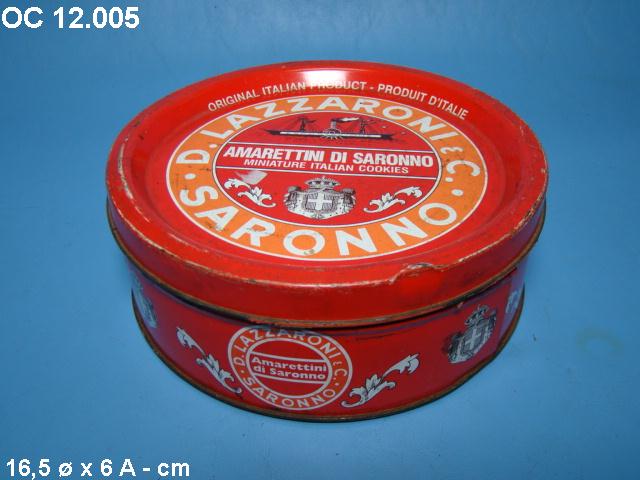 OC 12.005
ORIGINAL ITALIAN PRODUCT - PRODUIT D'ITALIE
D. LAZZARONI & C.
AMARETTINI DI SARONNO
MINIATURE ITALIAN COOKIES
SARONNO
D. LAZZARONI & C.
Amarettini
di Saronno
SARONNO
16,5 ø x 6 A - cm